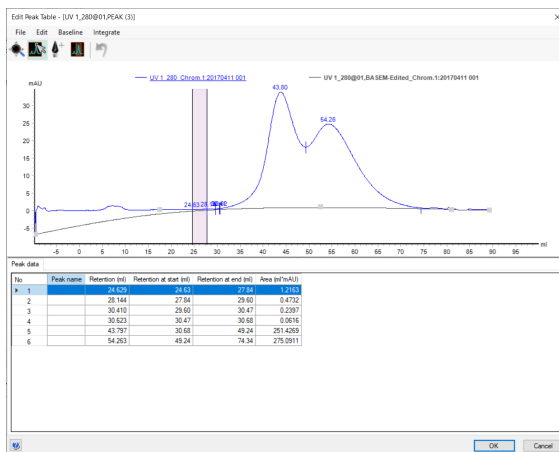 Edit Peak Table - [UV 1_280@01,PEAK (3)]
File Edit Baseline Integrate
UV 1_280_Chrom.1:20170411 001 UV 1_280@01,BASEM-Edited_Chrom.1:20170411 001
mAU
43.80
54.26
30
25
20
15
10
5
0
-5
24.63
-5 0 5 10 15 20 25 30 35 40 45 50 55 60 65 70 75 80 85 90 95 ml
Peak data
No Peak name Retention (ml) Retention at start (ml) Retention at end (ml) Area (ml*mAU)
1 24.629 24.63 27.84 1.2163
2 28.144 27.84 29.60 0.4732
3 30.410 29.60 30.47 0.2397
4 30.623 30.47 30.68 0.0616
5 43.797 30.68 49.24 251.4269
6 54.263 49.24 74.34 275.0911
OK Cancel